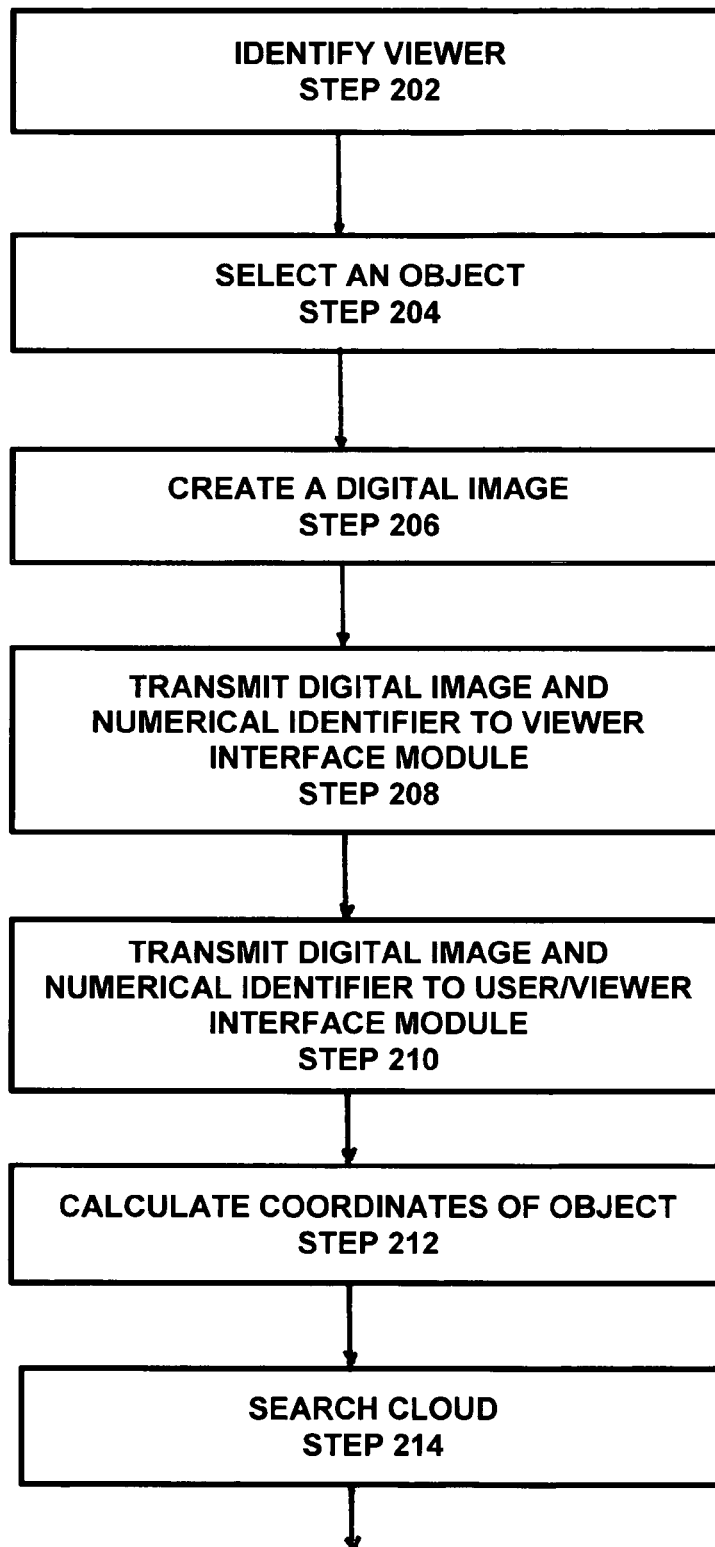 IDENTIFY VIEWER
STEP 202
SELECT AN OBJECT
STEP 204
CREATE A DIGITAL IMAGE
STEP 206
TRANSMIT DIGITAL IMAGE AND
NUMERICAL IDENTIFIER TO VIEWER
INTERFACE MODULE
STEP 208
TRANSMIT DIGITAL IMAGE AND
NUMERICAL IDENTIFIER TO USER/VIEWER
INTERFACE MODULE
STEP 210
CALCULATE COORDINATES OF OBJECT
STEP 212
SEARCH CLOUD
STEP 214